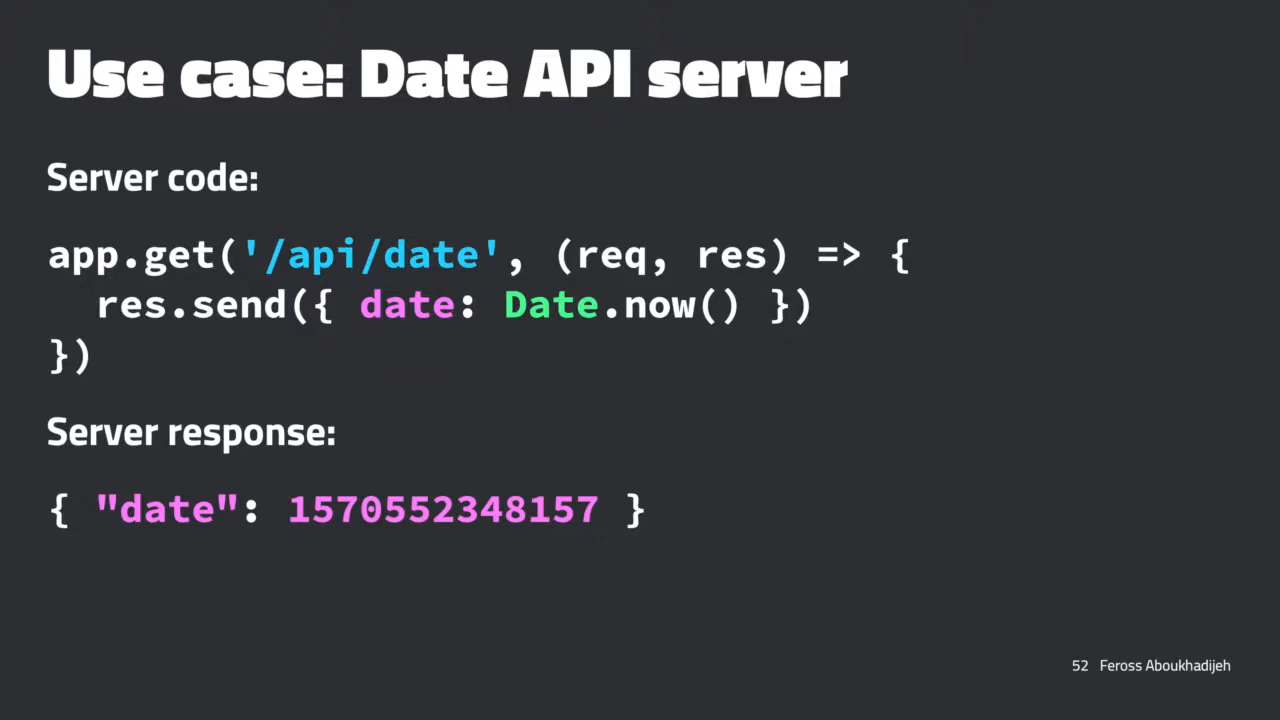 Use case: Date API server
Server code:
app.get('/api/date', (req, res) => {
  res.send({ date: Date.now() })
})
Server response:
{ "date": 1570552348157 }
52 Feross Aboukhadijeh